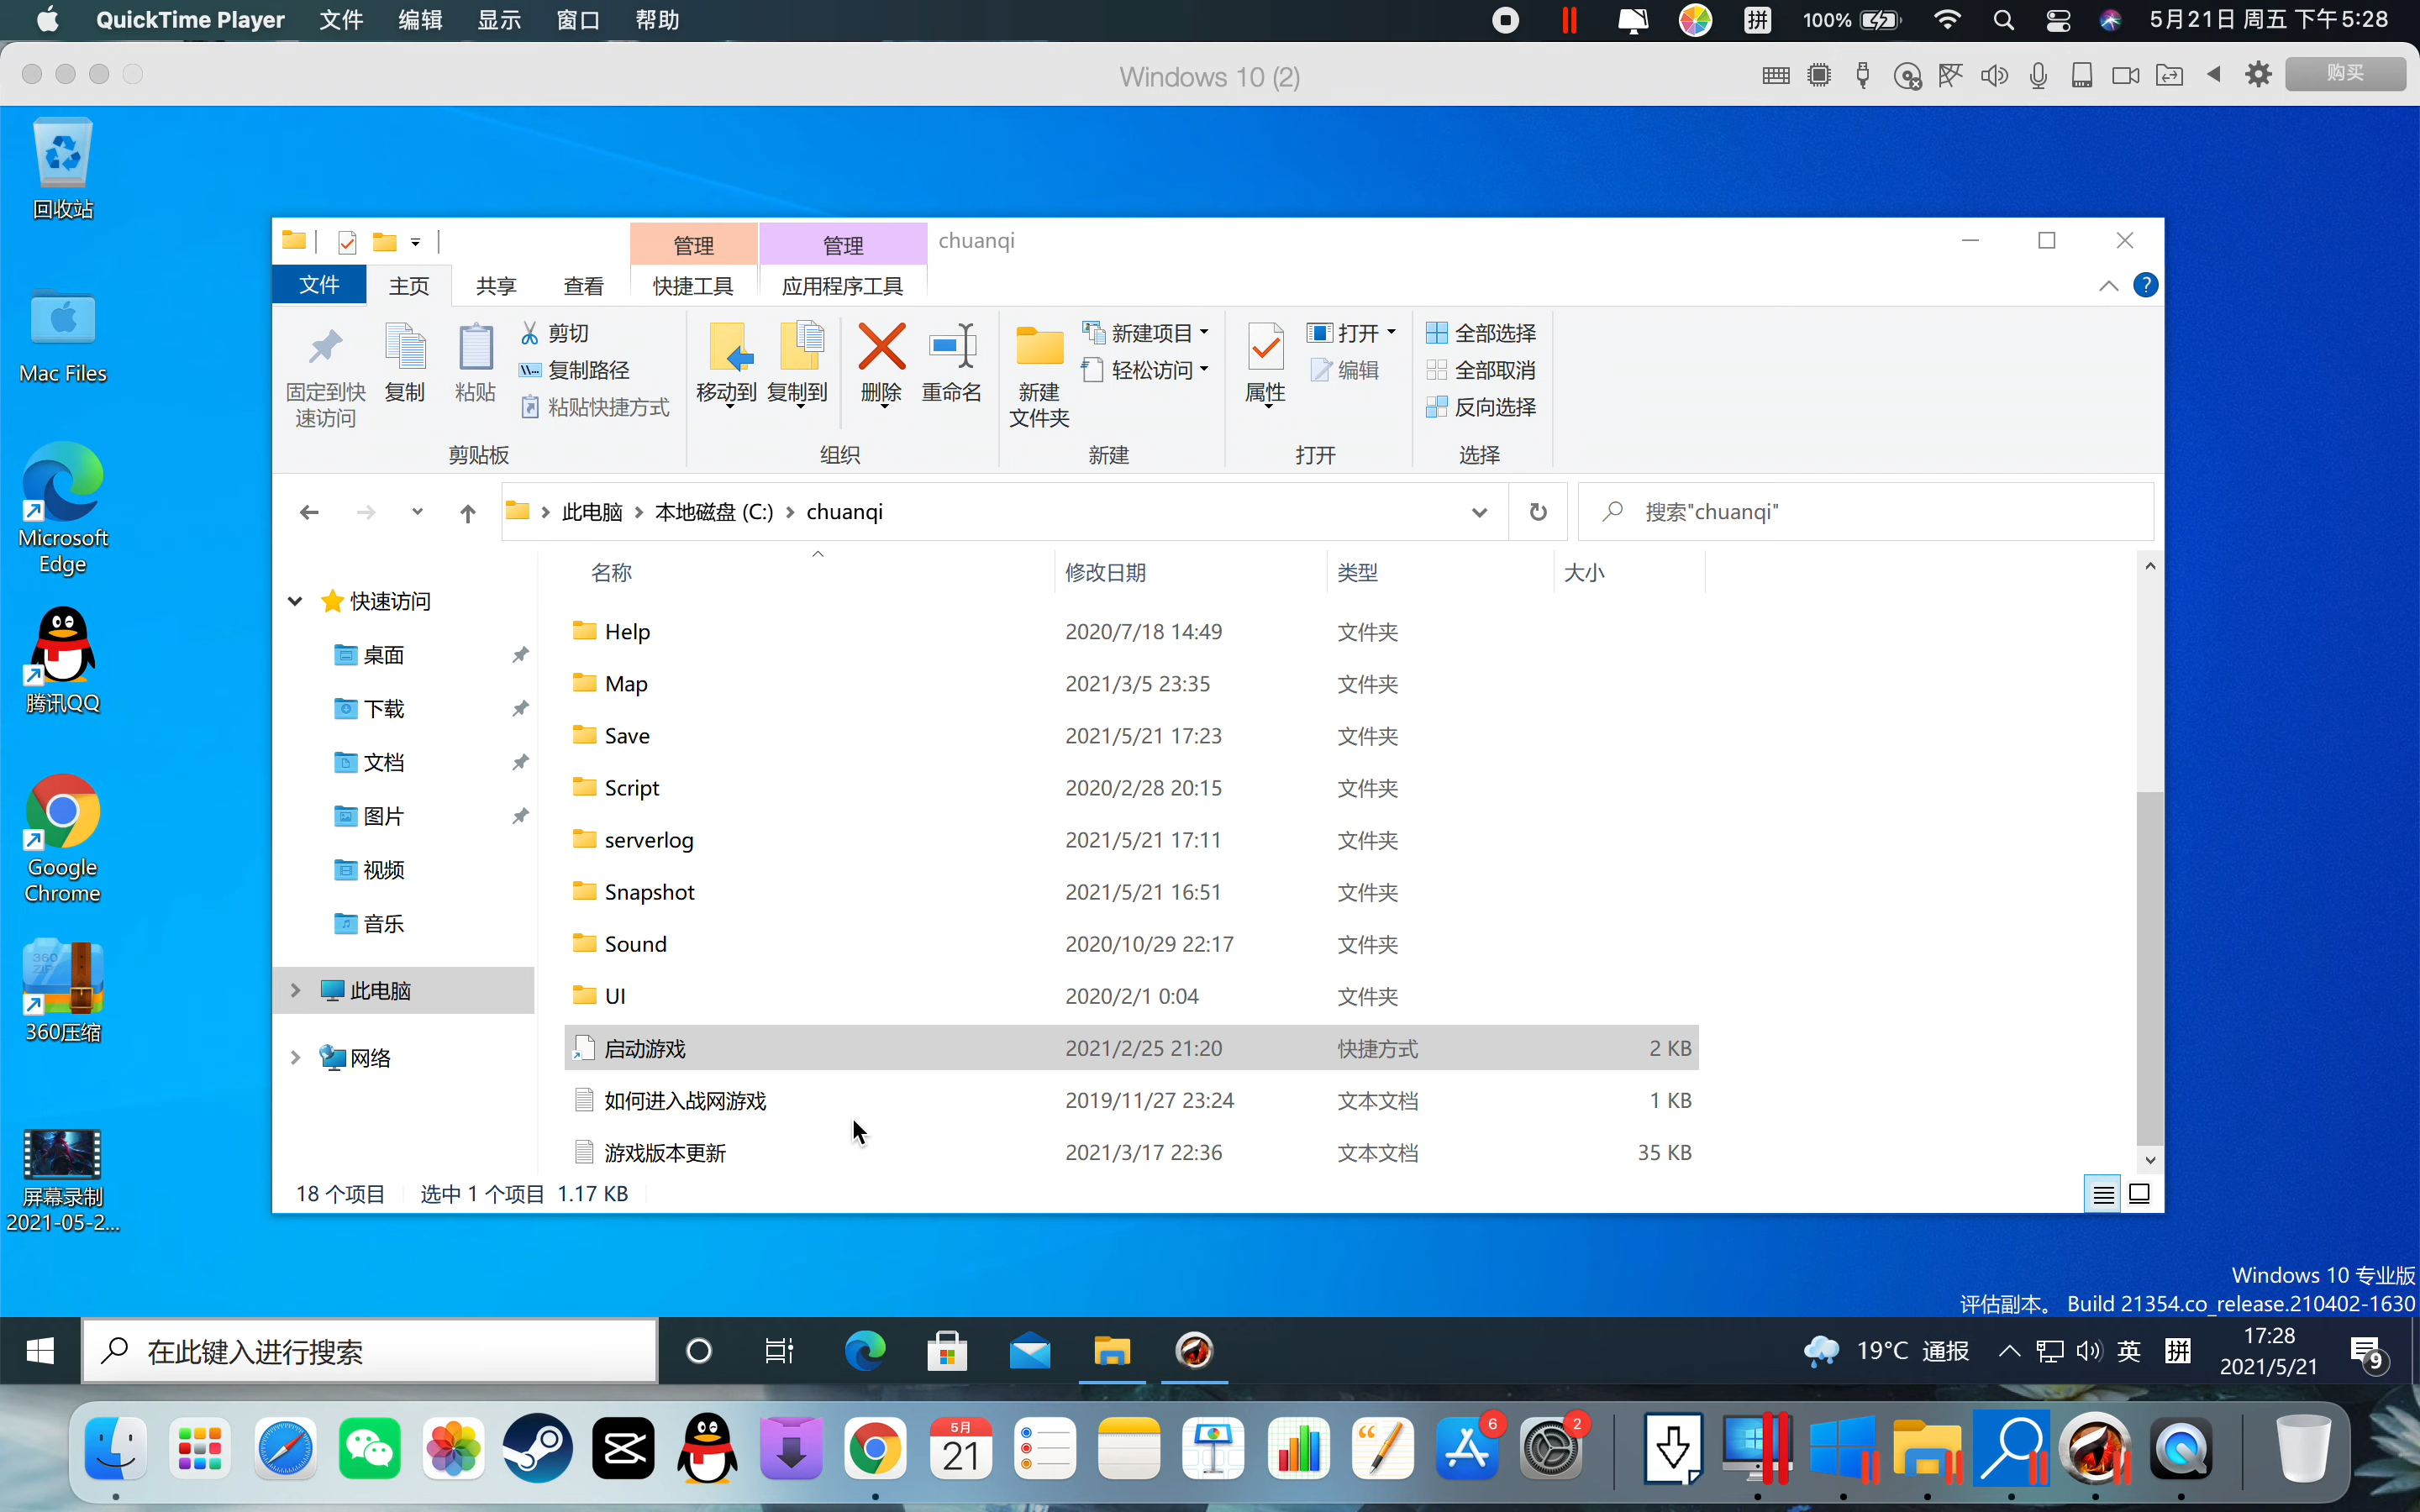 QuickTime Player 文件 编辑 显示 窗口 帮助 拼 100% 5月21日 周五 下午5:28
Windows 10 (2) 购买
回收站
Mac Files
Microsoft
Edge
腾讯QQ
Google
Chrome
360压缩
屏幕录制
2021-05-2...
管理 管理 chuanqi
文件 主页 共享 查看 快捷工具 应用程序工具
固定到快
速访问
复制
粘贴
剪切
复制路径
粘贴快捷方式
剪贴板
移动到 复制到 删除 重命名
组织
新建
文件夹
新建项目
轻松访问
新建
属性
打开
编辑
打开
全部选择
全部取消
反向选择
选择
此电脑 本地磁盘 (C:) chuanqi
搜索"chuanqi"
快速访问
桌面
下载
文档
图片
视频
音乐
此电脑
网络
名称 修改日期 类型 大小
Help 2020/7/18 14:49 文件夹
Map 2021/3/5 23:35 文件夹
Save 2021/5/21 17:23 文件夹
Script 2020/2/28 20:15 文件夹
serverlog 2021/5/21 17:11 文件夹
Snapshot 2021/5/21 16:51 文件夹
Sound 2020/10/29 22:17 文件夹
UI 2020/2/1 0:04 文件夹
启动游戏 2021/2/25 21:20 快捷方式 2 KB
如何进入战网游戏 2019/11/27 23:24 文本文档 1 KB
游戏版本更新 2021/3/17 22:36 文本文档 35 KB
18 个项目 选中 1 个项目 1.17 KB
Windows 10 专业版
评估副本。 Build 21354.co_release.210402-1630
在此键入进行搜索
19°C 通报 英 拼
17:28
2021/5/21
9
5月
21
6
2